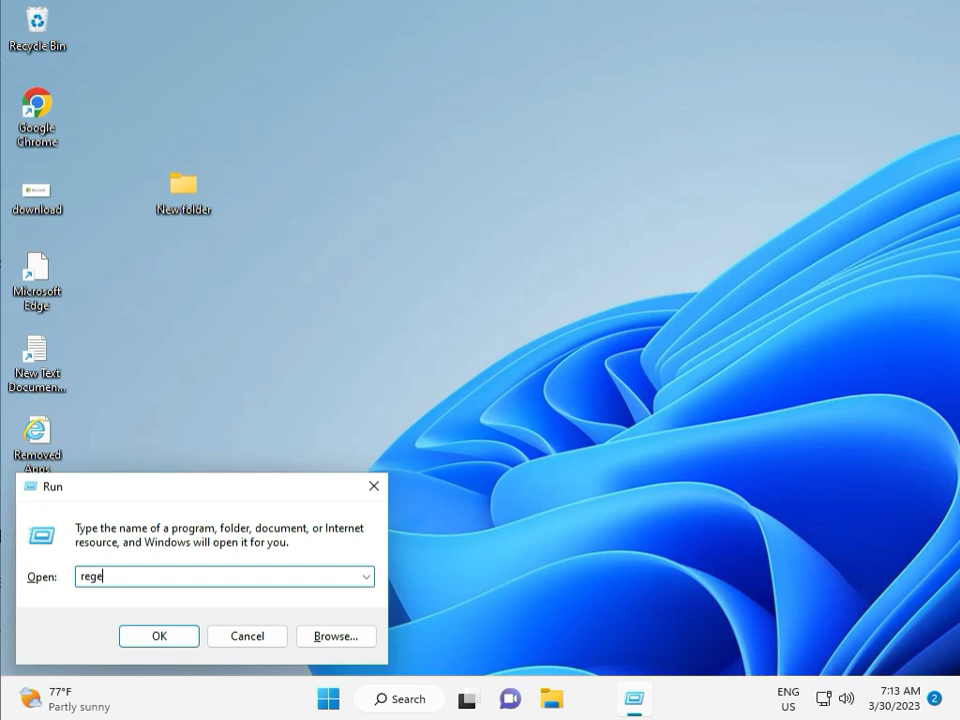 Recycle Bin
Google
Chrome
download
New folder
Microsoft
Edge
New Text
Documen...
Removed
Apps
Run
Type the name of a program, folder, document, or Internet
resource, and Windows will open it for you.
Open:
rege
OK
Cancel
Browse...
77°F
Partly sunny
Search
ENG
US
7:13 AM
3/30/2023
2